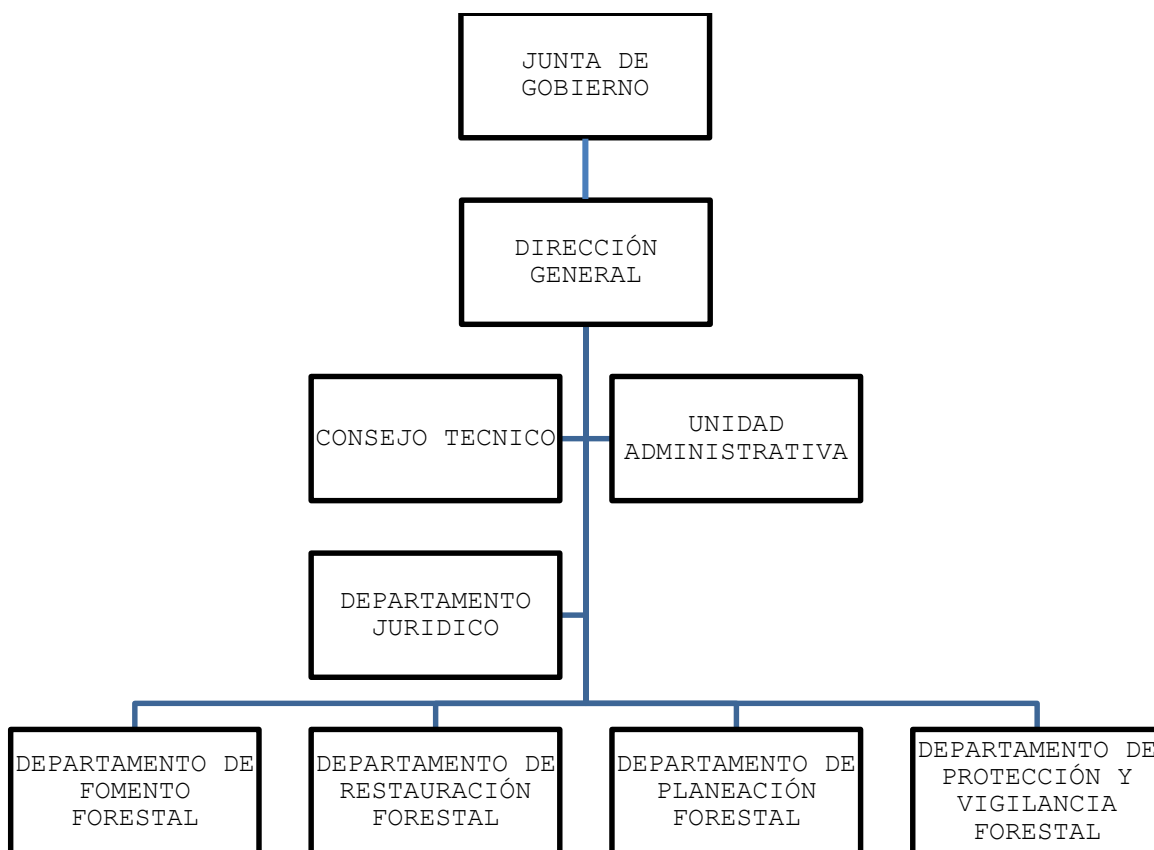 JUNTA DE
GOBIERNO
DIRECCIÓN
GENERAL
CONSEJO TECNICO
UNIDAD
ADMINISTRATIVA
DEPARTAMENTO
JURIDICO
DEPARTAMENTO DE
FOMENTO
FORESTAL
DEPARTAMENTO DE
RESTAURACIÓN
FORESTAL
DEPARTAMENTO DE
PLANEACIÓN
FORESTAL
DEPARTAMENTO DE
PROTECCIÓN Y
VIGILANCIA
FORESTAL